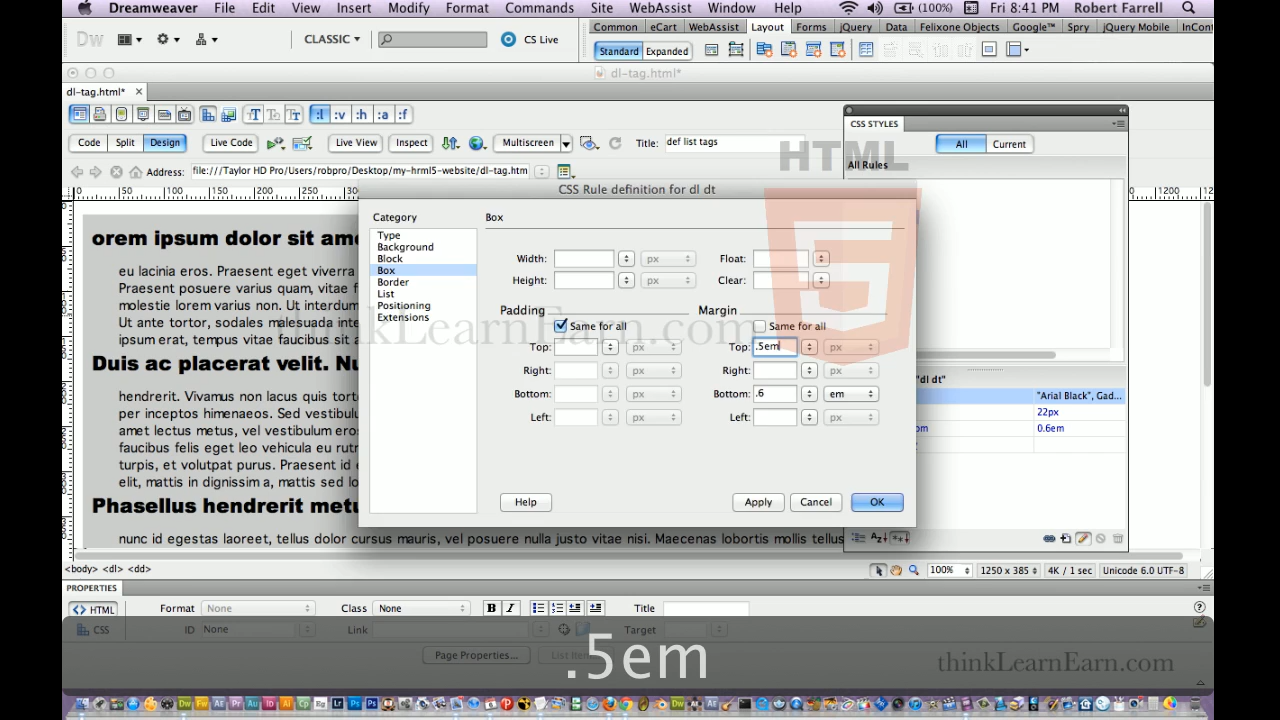 Dreamweaver File Edit View Insert Modify Format Commands Site WebAssist Window Help (100%) Fri 8:41 PM Robert Farrell
Dw CLASSIC CS Live
Common eCart WebAssist Layout Forms jQuery Data Felixone Objects Google™ Spry jQuery Mobile InCont
Standard Expanded
dl-tag.html*
dl-tag.html*
:l :v :h :a :f
Code Split Design Live Code Live View Inspect Multiscreen Title: def list tags
Address: file:///Taylor HD Pro/Users/robpro/Desktop/my-hrml5-website/dl-tag.htm
CSS STYLES
All Current
All Rules
HTML
5
CSS Rule definition for dl dt
Category
Type
Background
Block
Box
Border
List
Positioning
Extensions
Box
Width: px Float:
Height: px Clear:
Padding Margin
Same for all Same for all
Top: px Top: .5em px
Right: px Right: px
Bottom: px Bottom: .6 em
Left: px Left: px
Help Apply Cancel OK
thinkLearnEarn.com
orem ipsum dolor sit am
eu lacinia eros. Praesent eget viverra
Praesent posuere varius quam, vitae f
molestie lorem varius non. Ut interdum
Ut ante tortor, sodales malesuada inte
ipsum erat, tempus vel
Duis ac placerat velit. Nu
hendrerit. Vivamus non lacus quis torto
per inceptos himenaeos. Sed vestibulu
amet lectus metus, vel posuere eros.
faucibus felis eget leo vehicula eu rutru
turpis, et volutpat purus. Praesent id e
elit, mattis in dignissim a, mattis sed lo
Phasellus hendrerit metu
nunc id egestas laoreet, tellus dolor cursus mauris, vel posuere nulla justo vitae nisi. Maecenas lobortis mollis tellus
"dl dt"
"Arial Black", Gad...
22px
om 0.6em
<body> <dl> <dd> 100% 1250 x 385 4K / 1 sec Unicode 6.0 UTF-8
PROPERTIES
HTML Format None Class None B I Title
CSS ID None Link Target
Page Properties... List Item...
.5em
thinkLearnEarn.com